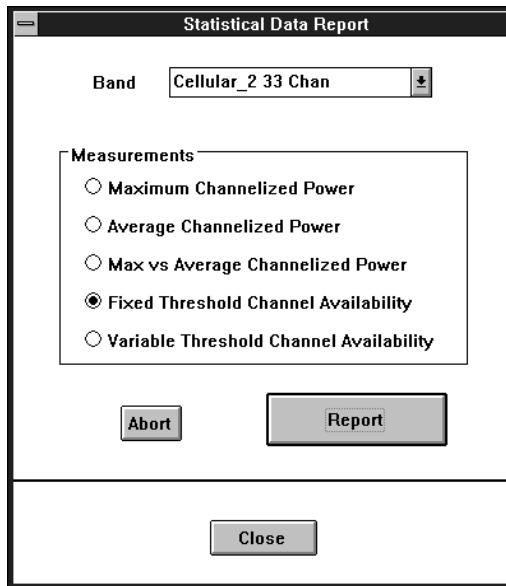 Statistical Data Report
Band Cellular_2 33 Chan
Measurements
Maximum Channelized Power
Average Channelized Power
Max vs Average Channelized Power
Fixed Threshold Channel Availability
Variable Threshold Channel Availability
Abort Report
Close